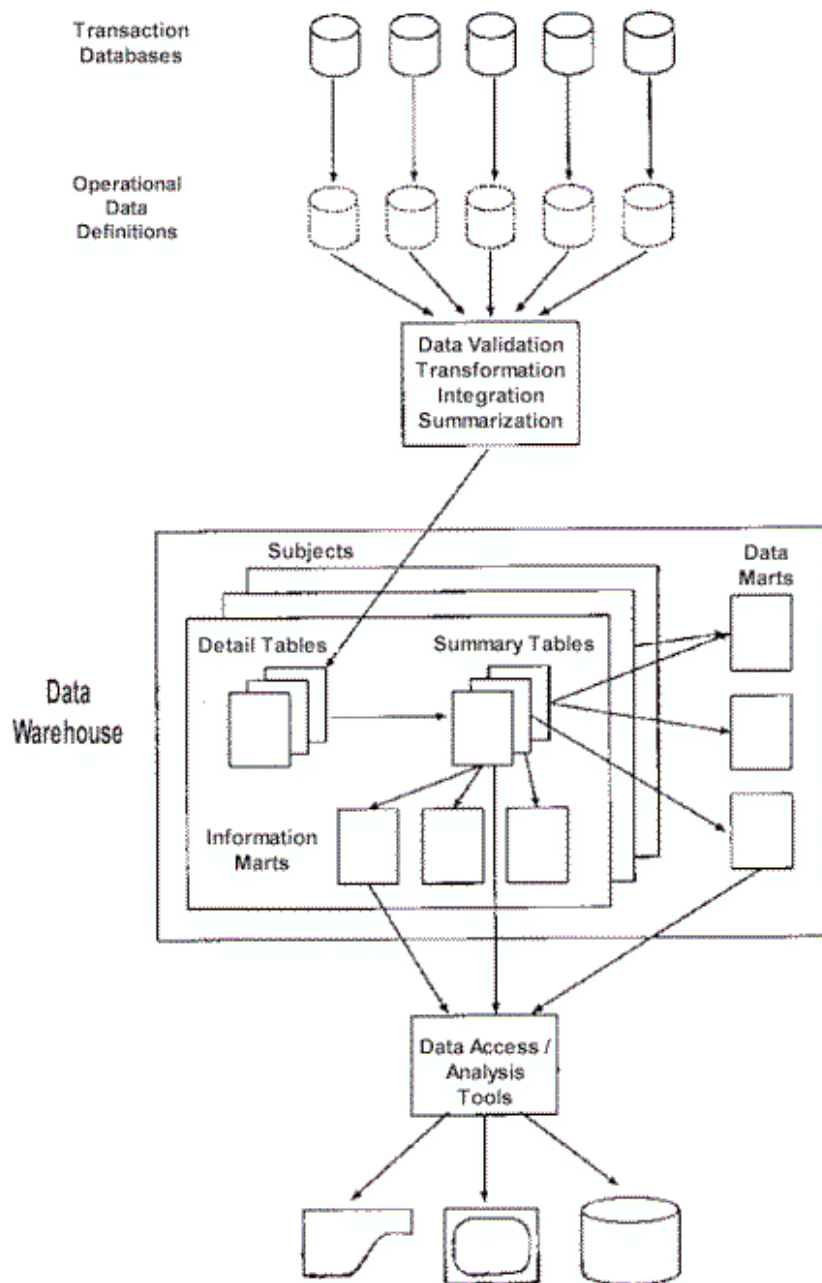 Transaction
Databases
Operational
Data
Definitions
Data Validation
Transformation
Integration
Summarization
Subjects
Data
Marts
Detail Tables
Summary Tables
Data
Warehouse
Information
Marts
Data Access /
Analysis
Tools